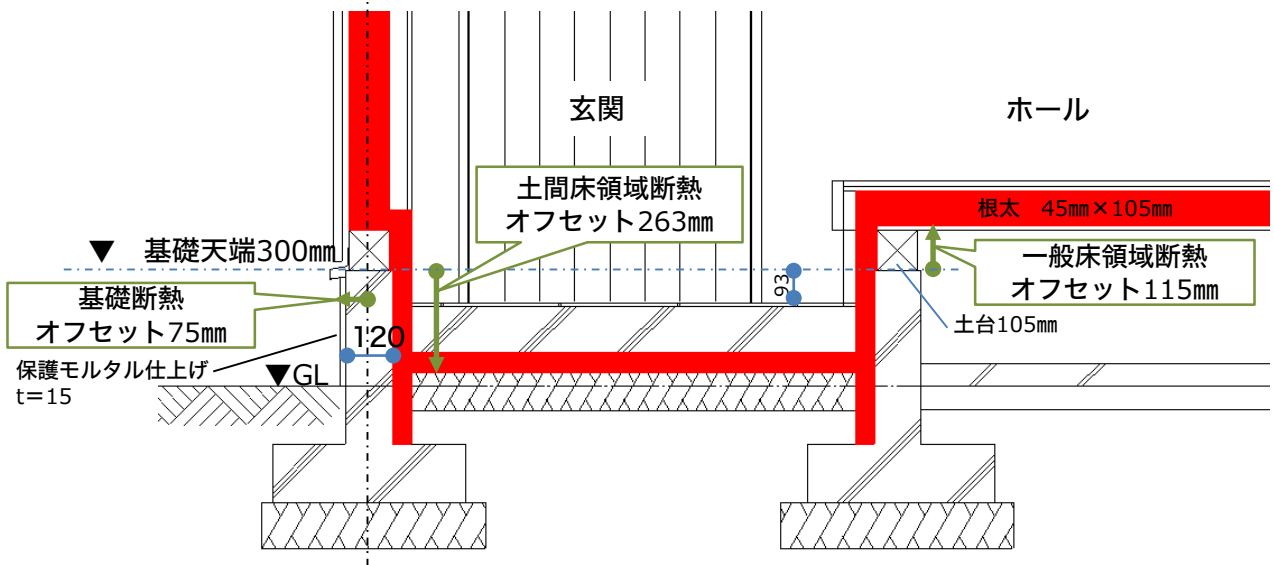 玄関
ホール
土間床領域断熱
オフセット263mm
根太 45mm×105mm
▼ 基礎天端300mm
一般床領域断熱
オフセット115mm
93
基礎断熱
オフセット75mm
土台105mm
120
保護モルタル仕上げ
t=15
▼GL